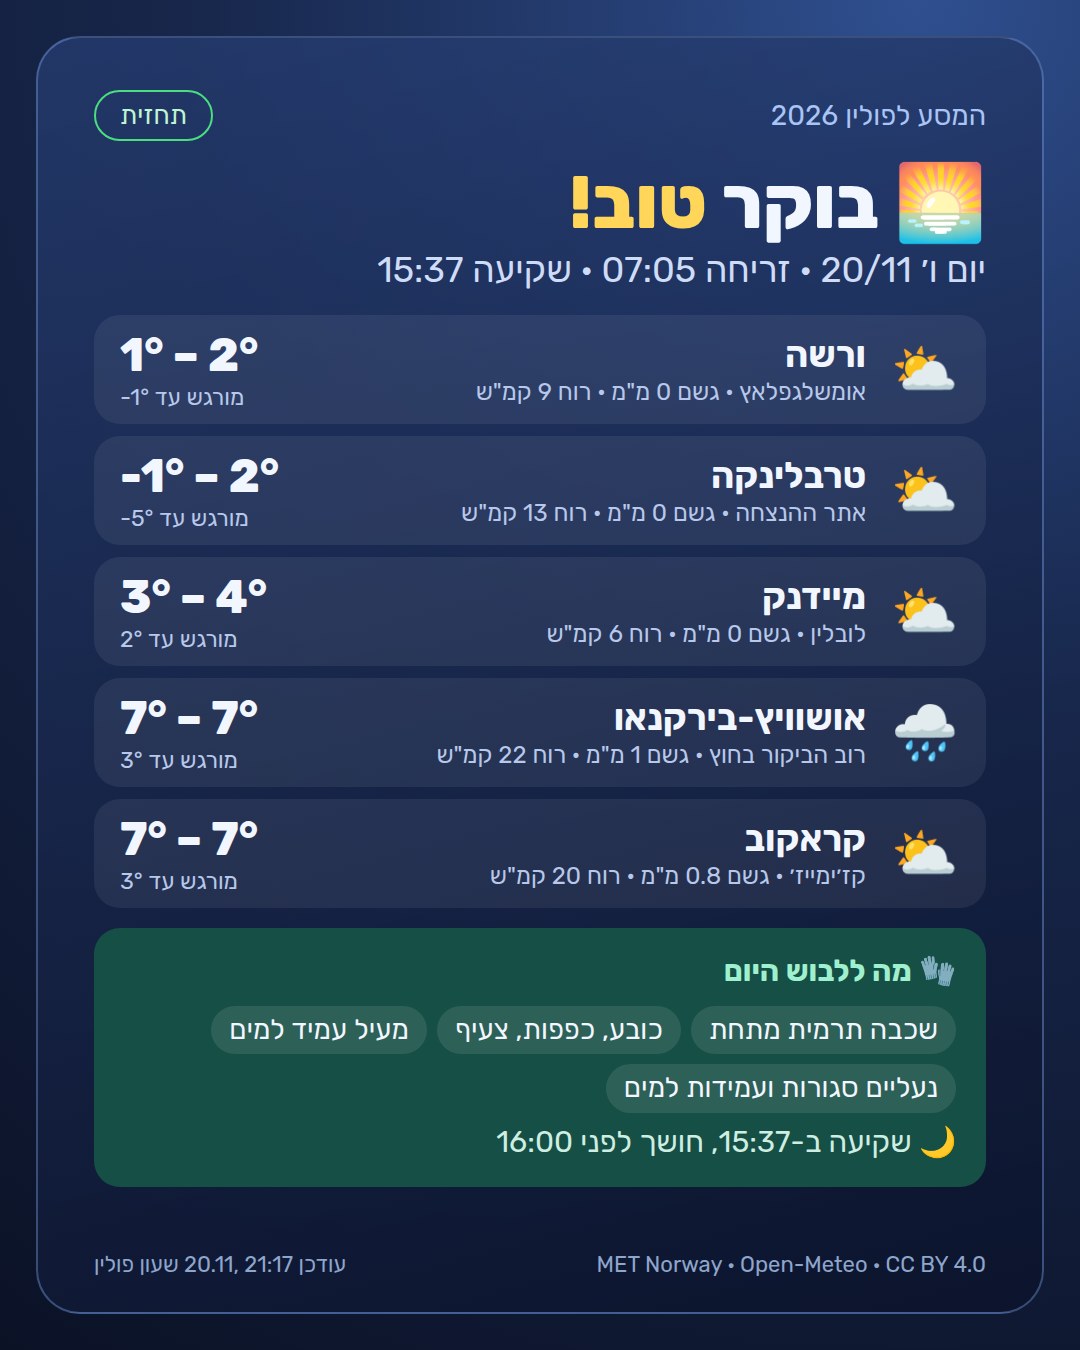 המסע לפולין 2026
תחזית
בוקר טוב!
יום ו׳ 20/11 • זריחה 07:05 • שקיעה 15:37
ורשה
אומשלגפלאץ • גשם 0 מ"מ • רוח 9 קמ"ש
1° – 2°
מורגש עד -1°
טרבלינקה
אתר ההנצחה • גשם 0 מ"מ • רוח 13 קמ"ש
-1° – 2°
מורגש עד -5°
מיידנק
לובלין • גשם 0 מ"מ • רוח 6 קמ"ש
3° – 4°
מורגש עד 2°
אושוויץ-בירקנאו
רוב הביקור בחוץ • גשם 1 מ"מ • רוח 22 קמ"ש
7° – 7°
מורגש עד 3°
קראקוב
קז׳ימייז׳ • גשם 0.8 מ"מ • רוח 20 קמ"ש
7° – 7°
מורגש עד 3°
מה ללבוש היום
שכבה תרמית מתחת
כובע, כפפות, צעיף
מעיל עמיד למים
נעליים סגורות ועמידות למים
שקיעה ב-15:37, חושך לפני 16:00
MET Norway • Open-Meteo • CC BY 4.0
עודכן 20.11, 21:17 שעון פולין